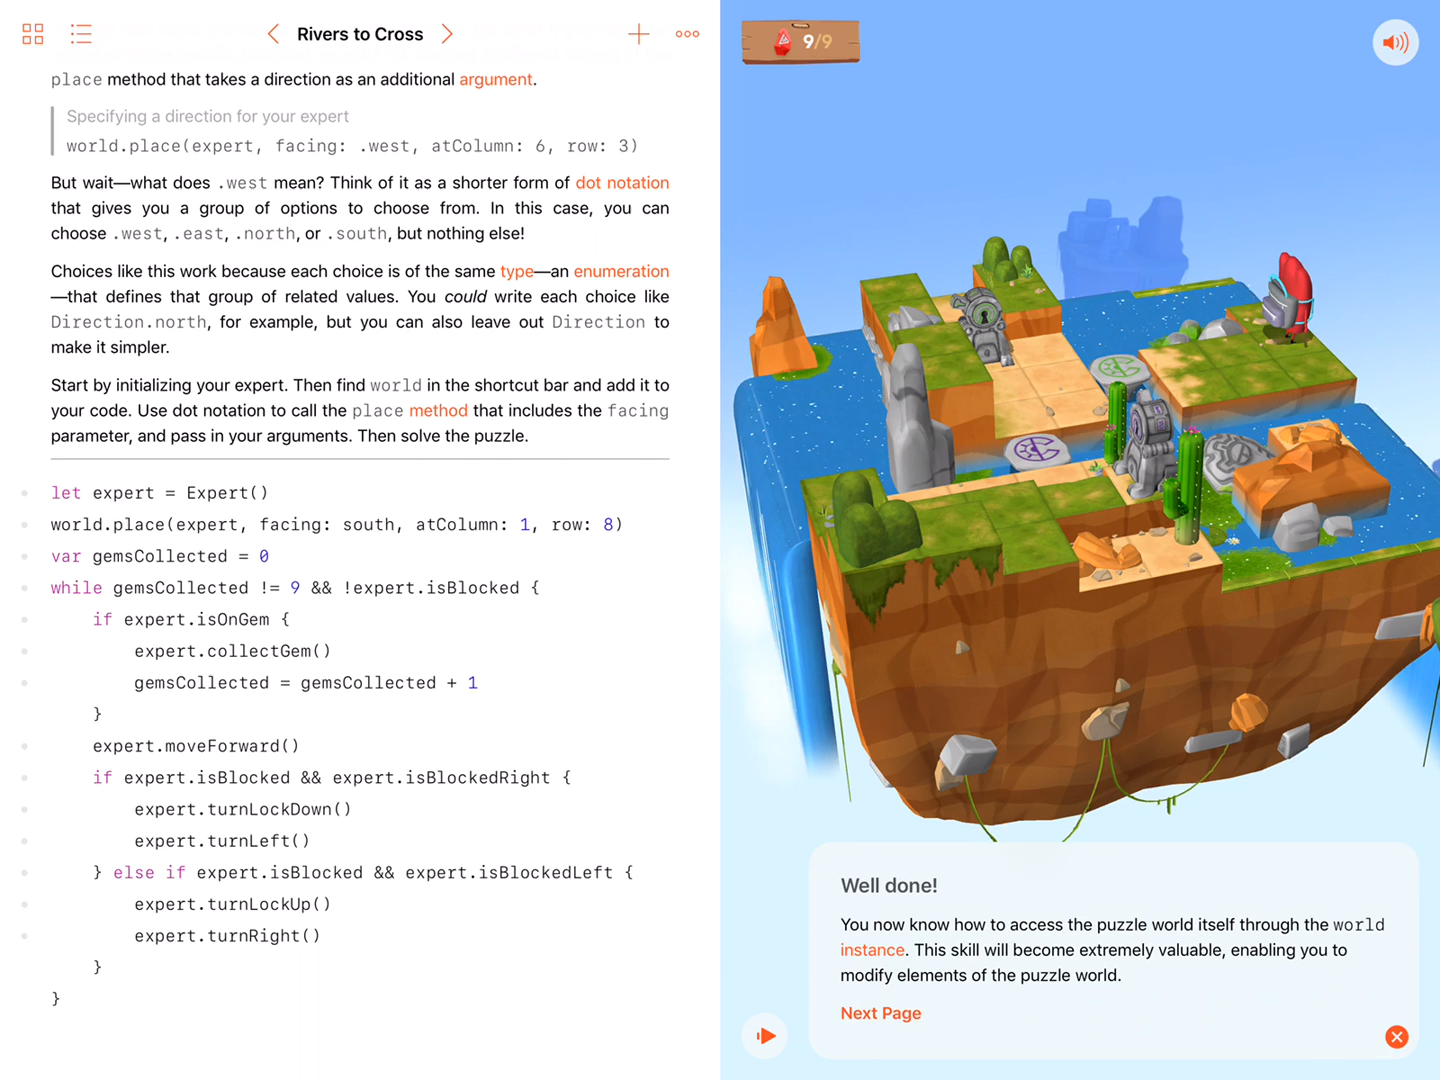 Rivers to Cross
place method that takes a direction as an additional argument.
Specifying a direction for your expert
world.place(expert, facing: .west, atColumn: 6, row: 3)
But wait—what does .west mean? Think of it as a shorter form of dot notation
that gives you a group of options to choose from. In this case, you can
choose .west, .east, .north, or .south, but nothing else!
Choices like this work because each choice is of the same type—an enumeration
—that defines that group of related values. You could write each choice like
Direction.north, for example, but you can also leave out Direction to
make it simpler.
Start by initializing your expert. Then find world in the shortcut bar and add it to
your code. Use dot notation to call the place method that includes the facing
parameter, and pass in your arguments. Then solve the puzzle.
let expert = Expert()
world.place(expert, facing: south, atColumn: 1, row: 8)
var gemsCollected = 0
while gemsCollected != 9 && !expert.isBlocked {
if expert.isOnGem {
expert.collectGem()
gemsCollected = gemsCollected + 1
}
expert.moveForward()
if expert.isBlocked && expert.isBlockedRight {
expert.turnLockDown()
expert.turnLeft()
} else if expert.isBlocked && expert.isBlockedLeft {
expert.turnLockUp()
expert.turnRight()
}
}
9/9
Well done!
You now know how to access the puzzle world itself through the world
instance. This skill will become extremely valuable, enabling you to
modify elements of the puzzle world.
Next Page